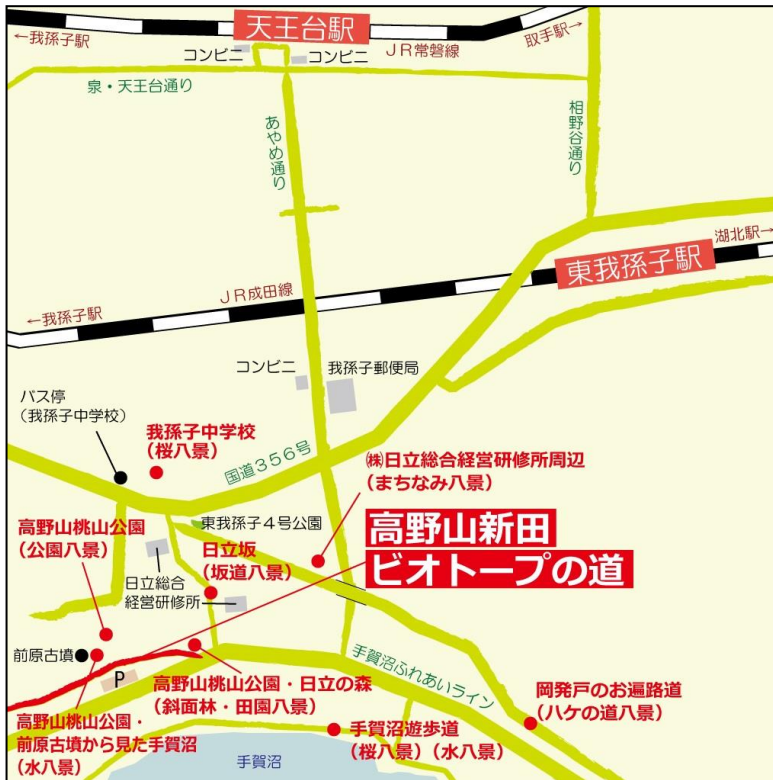 天王台駅
←我孫子駅
コンビニ
コンビニ
JR常磐線
取手駅→
泉・天王台通り
あやめ通り
相野谷通り
湖北駅→
東我孫子駅
JR成田線
←我孫子駅
コンビニ
我孫子郵便局
バス停
(我孫子中学校)
我孫子中学校
(桜八景)
国道356号
㈱日立総合経営研修所周辺
(まちなみ八景)
高野山桃山公園
(公園八景)
東我孫子4号公園
高野山新田
ビオトープの道
日立坂
(坂道八景)
日立総合
経営研修所
前原古墳
P
手賀沼ふれあいライン
高野山桃山公園・日立の森
(斜面林・田園八景)
岡発戸のお遍路道
(ハケの道八景)
高野山桃山公園・
前原古墳から見た手賀沼
(水八景)
手賀沼遊歩道
(桜八景)(水八景)
手賀沼